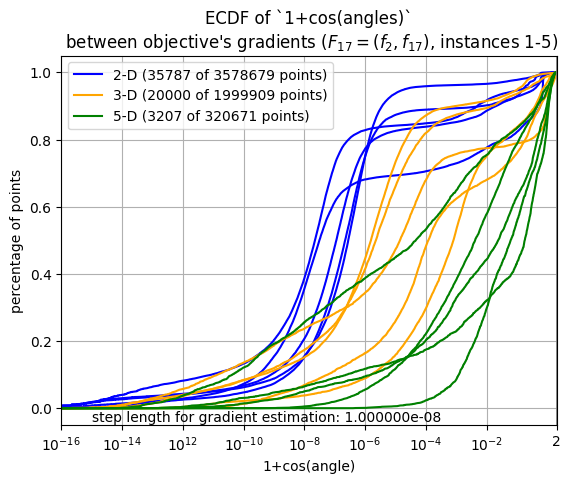 ECDF of `1+cos(angles)`
between objective's gradients (F₁₇ = (f₂, f₁₇), instances 1-5)
2-D (35787 of 3578679 points)
3-D (20000 of 1999909 points)
5-D (3207 of 320671 points)
percentage of points
1.0
0.8
0.6
0.4
0.2
0.0
step length for gradient estimation: 1.000000e-08
10⁻¹⁶ 10⁻¹⁴ 10⁻¹² 10⁻¹⁰ 10⁻⁸ 10⁻⁶ 10⁻⁴ 10⁻² 2
1+cos(angle)